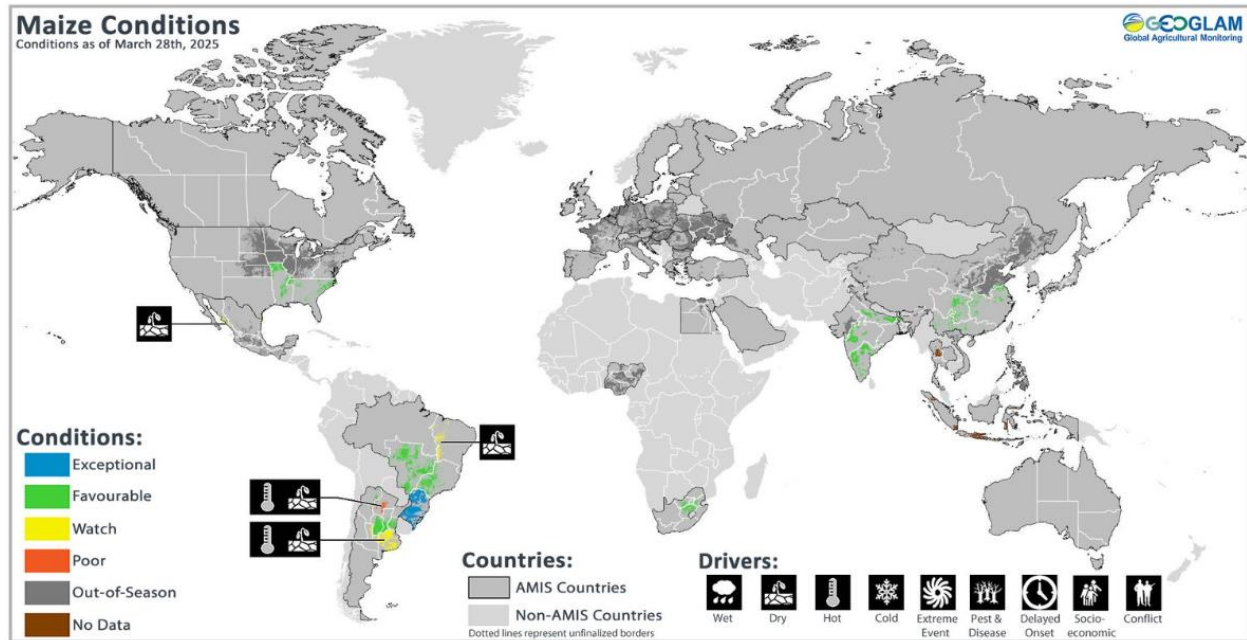 Maize Conditions
Conditions as of March 28th, 2025
GEOGLAM
Global Agricultural Monitoring
Conditions:
Exceptional
Favourable
Watch
Poor
Out-of-Season
No Data
Countries:
AMIS Countries
Non-AMIS Countries
Dotted lines represent unfinalized borders
Drivers:
Wet
Dry
Hot
Cold
Extreme
Event
Pest &
Disease
Delayed
Onset
Socio-
economic
Conflict